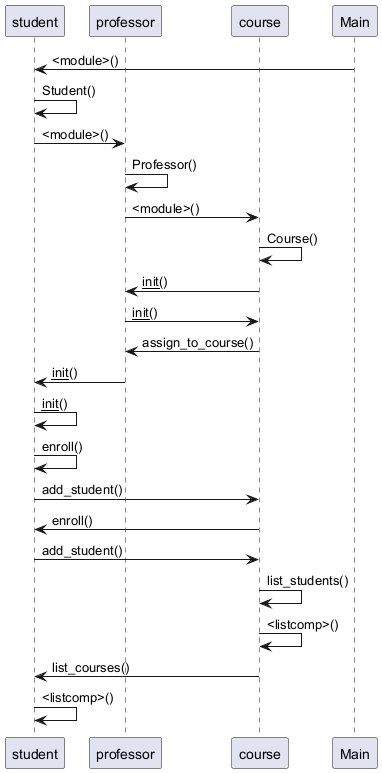 student professor course Main
<module>()
Student()
<module>()
Professor()
<module>()
Course()
init()
init()
assign_to_course()
init()
init()
enroll()
add_student()
enroll()
add_student()
list_students()
<listcomp>()
list_courses()
<listcomp>()
student professor course Main